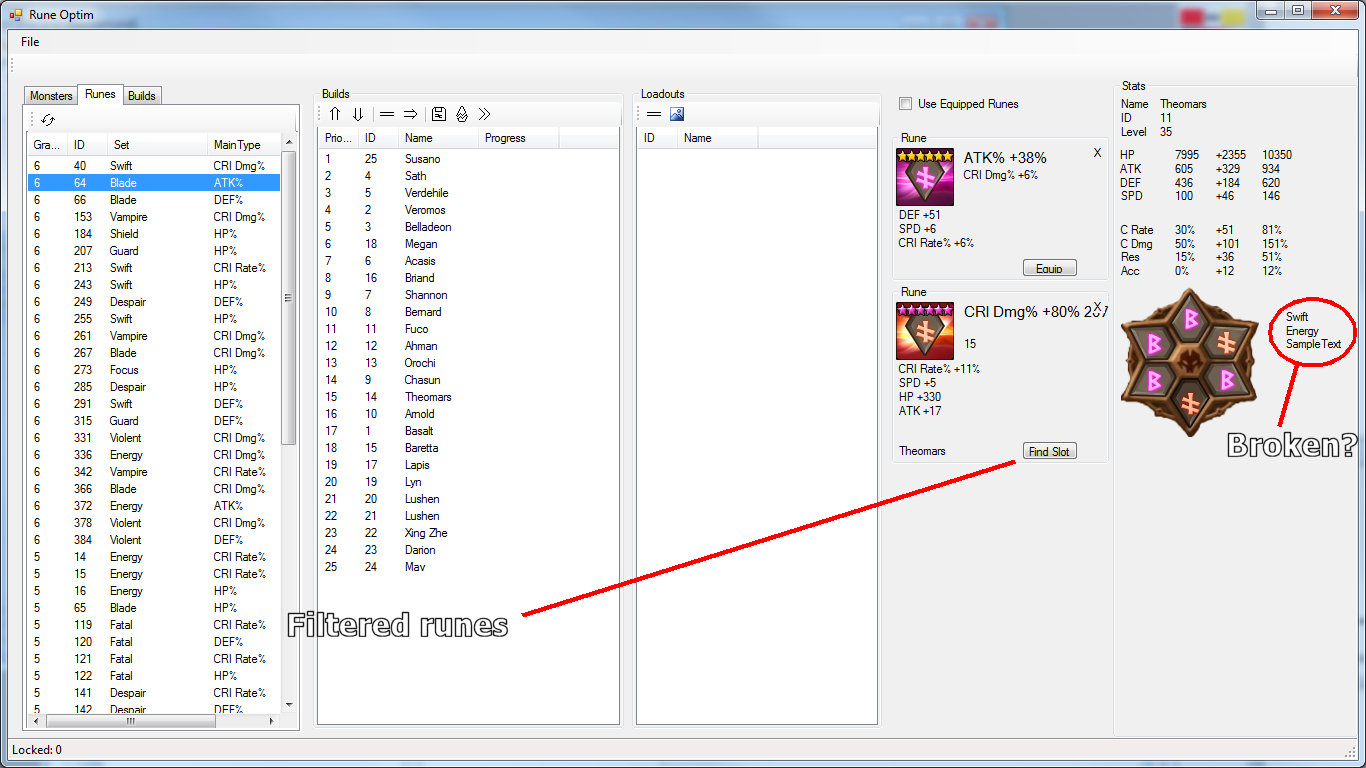 Rune Optim
File
Monsters Runes Builds
Gra... ID Set MainType
6 40 Swift CRI Dmg%
6 64 Blade ATK%
6 66 Blade DEF%
6 153 Vampire CRI Dmg%
6 184 Shield HP%
6 207 Guard HP%
6 213 Swift CRI Rate%
6 243 Swift HP%
6 249 Despair DEF%
6 255 Swift HP%
6 261 Vampire CRI Dmg%
6 267 Blade CRI Dmg%
6 273 Focus HP%
6 285 Despair HP%
6 291 Swift DEF%
6 315 Guard DEF%
6 331 Violent CRI Dmg%
6 336 Energy CRI Dmg%
6 342 Vampire CRI Rate%
6 366 Blade CRI Dmg%
6 372 Energy ATK%
6 378 Violent CRI Dmg%
6 384 Violent DEF%
5 14 Energy CRI Rate%
5 15 Energy CRI Rate%
5 16 Energy HP%
5 65 Blade HP%
5 119 Fatal CRI Rate%
5 120 Fatal DEF%
5 121 Fatal CRI Rate%
5 122 Fatal HP%
5 141 Despair CRI Rate%
5 142 Despair DEF%
Builds
Prio... ID Name Progress
1 25 Susano
2 4 Sath
3 5 Verdehile
4 2 Veromos
5 3 Belladeon
6 18 Megan
7 6 Acasis
8 16 Briand
9 7 Shannon
10 8 Bernard
11 11 Fuco
12 12 Ahman
13 13 Orochi
14 9 Chasun
15 14 Theomars
16 10 Arnold
17 1 Basalt
18 15 Baretta
19 17 Lapis
20 19 Lyn
21 20 Lushen
22 21 Lushen
23 22 Xing Zhe
24 23 Darion
25 24 Mav
Loadouts
ID Name
Use Equipped Runes
Rune
ATK% +38% X
CRI Dmg% +6%
DEF +51
SPD +6
CRI Rate% +6%
Equip
Rune
CRI Dmg% +80% X
15
CRI Rate% +11%
SPD +5
HP +330
ATK +17
Theomars Find Slot
Stats
Name Theomars
ID 11
Level 35
HP 7995 +2355 10350
ATK 605 +329 934
DEF 436 +184 620
SPD 100 +46 146
C Rate 30% +51 81%
C Dmg 50% +101 151%
Res 15% +36 51%
Acc 0% +12 12%
Swift
Energy
SampleText
Broken?
Filtered runes
Locked: 0